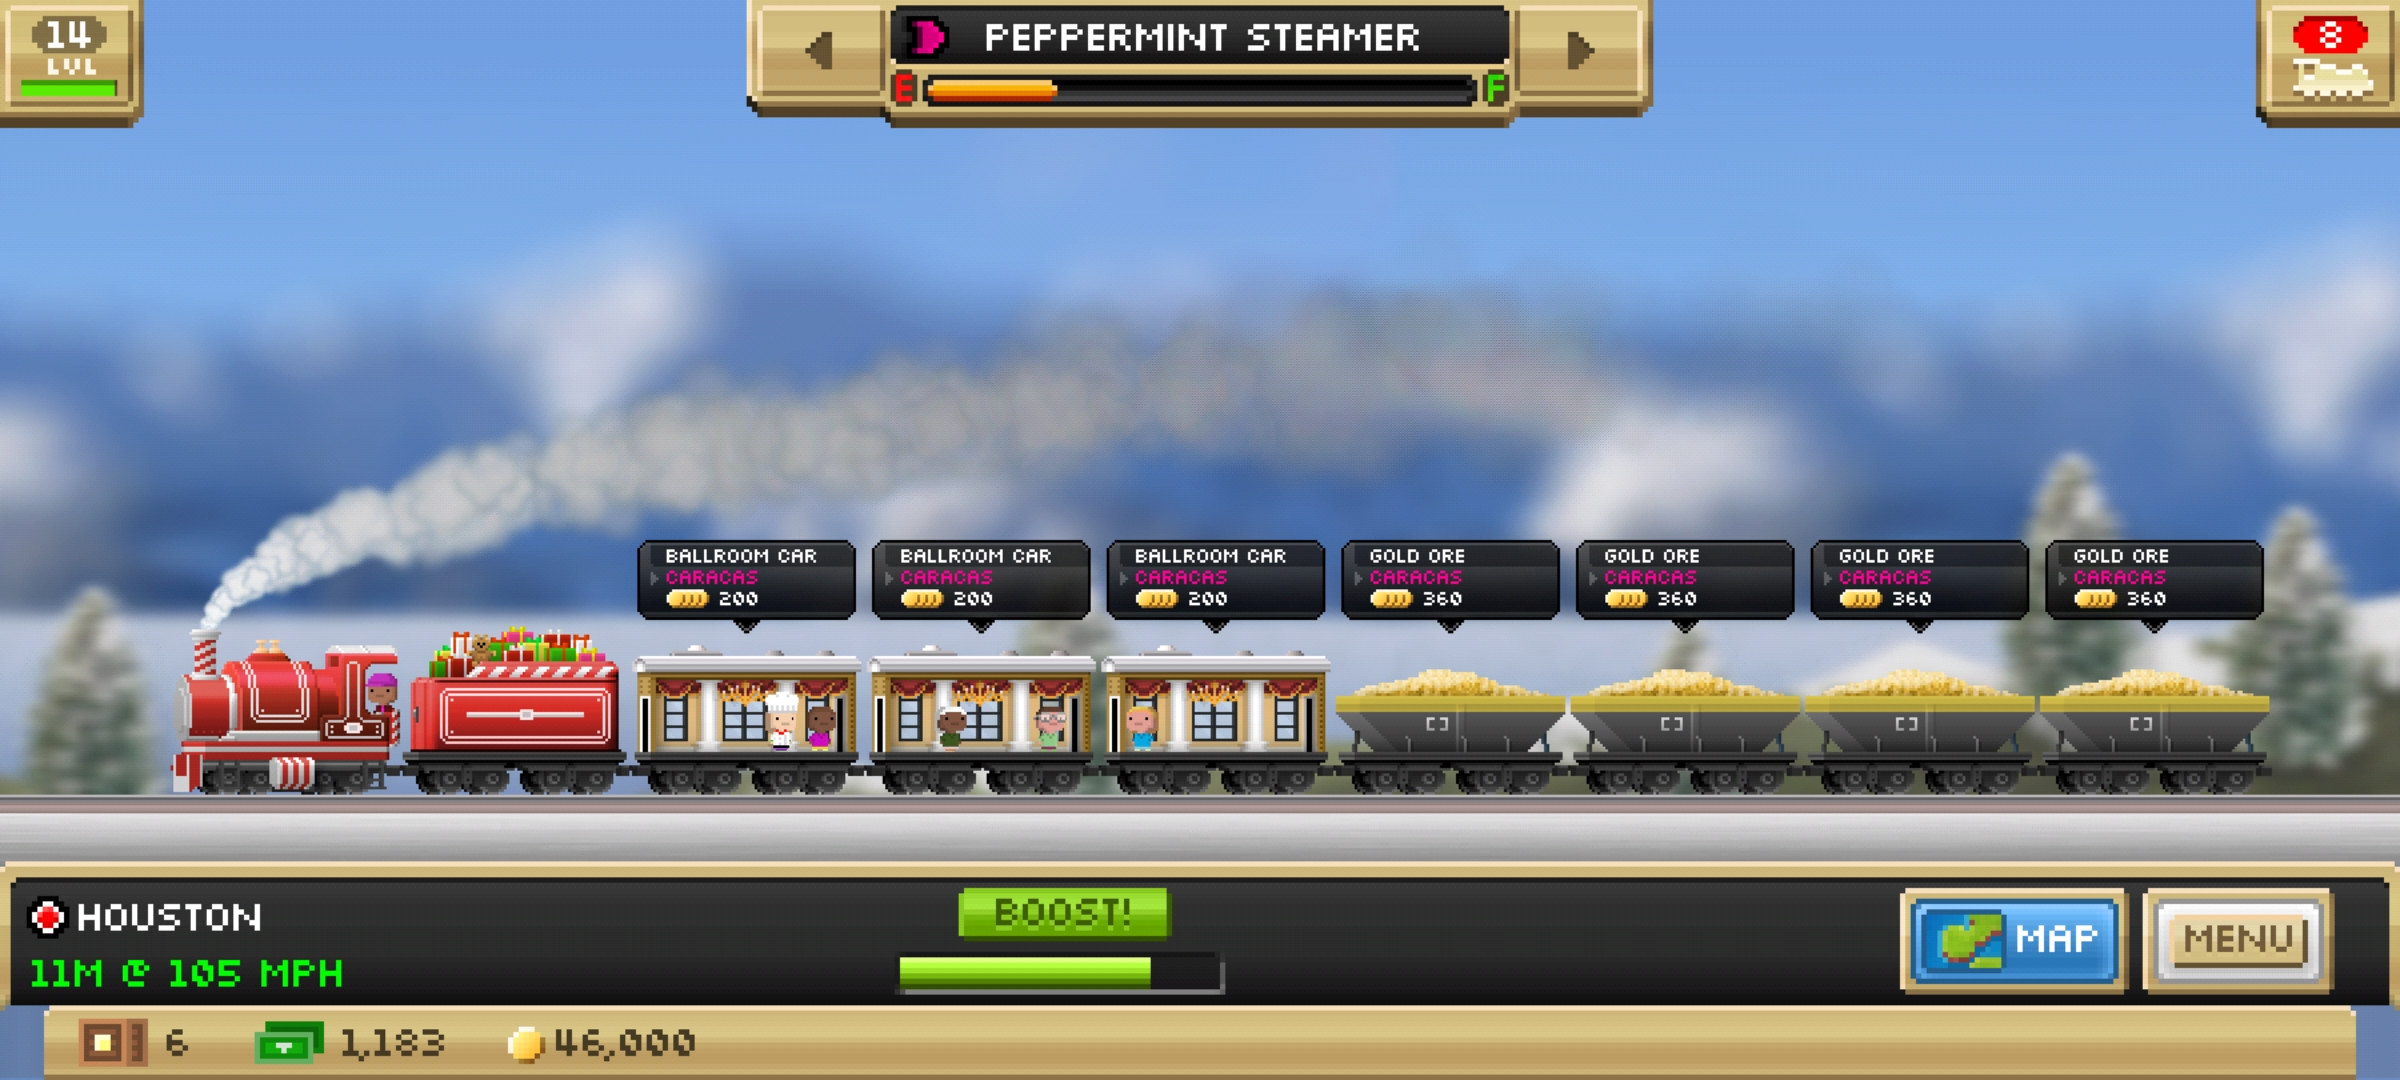 14
LVL
PEPPERMINT STEAMER
E
F
8
BALLROOM CAR
CARACAS
200
BALLROOM CAR
CARACAS
200
BALLROOM CAR
CARACAS
200
GOLD ORE
CARACAS
360
GOLD ORE
CARACAS
360
GOLD ORE
CARACAS
360
GOLD ORE
CARACAS
360
HOUSTON
11M @ 105 MPH
BOOST!
MAP
MENU
6
1,183
46,000